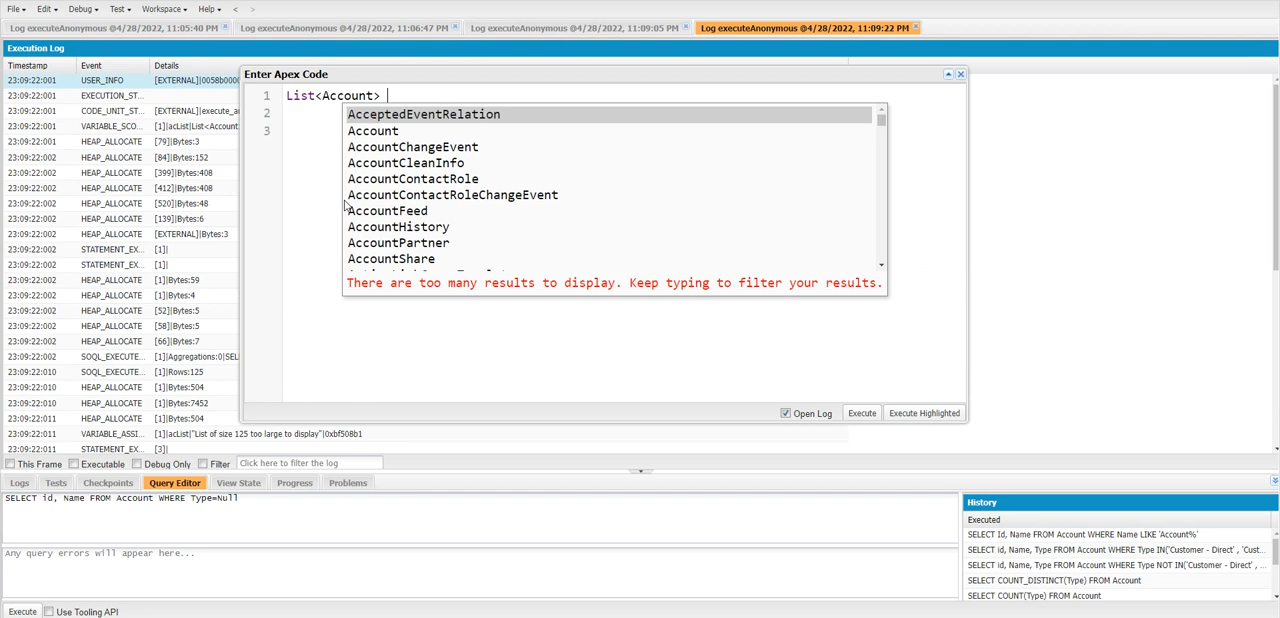 File Edit Debug Test Workspace Help < >
Log executeAnonymous @4/28/2022, 11:05:40 PM Log executeAnonymous @4/28/2022, 11:06:47 PM Log executeAnonymous @4/28/2022, 11:09:05 PM Log executeAnonymous @4/28/2022, 11:09:22 PM
Execution Log
Timestamp Event Details
23:09:22:001 USER_INFO [EXTERNAL]|0058b0000
23:09:22:001 EXECUTION_ST...
23:09:22:001 CODE_UNIT_ST... [EXTERNAL]|execute_a
23:09:22:001 VARIABLE_SCO... [1]|acList|List<Account
23:09:22:001 HEAP_ALLOCATE [79]|Bytes:3
23:09:22:002 HEAP_ALLOCATE [84]|Bytes:152
23:09:22:002 HEAP_ALLOCATE [399]|Bytes:408
23:09:22:002 HEAP_ALLOCATE [412]|Bytes:408
23:09:22:002 HEAP_ALLOCATE [520]|Bytes:48
23:09:22:002 HEAP_ALLOCATE [139]|Bytes:6
23:09:22:002 HEAP_ALLOCATE [EXTERNAL]|Bytes:3
23:09:22:002 STATEMENT_EX... [1]|
23:09:22:002 STATEMENT_EX... [1]|
23:09:22:002 HEAP_ALLOCATE [1]|Bytes:59
23:09:22:002 HEAP_ALLOCATE [1]|Bytes:4
23:09:22:002 HEAP_ALLOCATE [52]|Bytes:5
23:09:22:002 HEAP_ALLOCATE [58]|Bytes:5
23:09:22:002 HEAP_ALLOCATE [66]|Bytes:7
23:09:22:002 SOQL_EXECUTE... [1]|Aggregations:0|SEL
23:09:22:010 SOQL_EXECUTE... [1]|Rows:125
23:09:22:010 HEAP_ALLOCATE [1]|Bytes:504
23:09:22:010 HEAP_ALLOCATE [1]|Bytes:7452
23:09:22:011 HEAP_ALLOCATE [1]|Bytes:504
23:09:22:011 VARIABLE_ASSI... [1]|acList|"List of size 125 too large to display"|0xbf508b1
23:09:22:011 STATEMENT_EX... [3]|
Enter Apex Code
1 List<Account>
2
3
AcceptedEventRelation
Account
AccountChangeEvent
AccountCleanInfo
AccountContactRole
AccountContactRoleChangeEvent
AccountFeed
AccountHistory
AccountPartner
AccountShare
There are too many results to display. Keep typing to filter your results.
Open Log Execute Execute Highlighted
This Frame Executable Debug Only Filter Click here to filter the log
Logs Tests Checkpoints Query Editor View State Progress Problems
SELECT id, Name FROM Account WHERE Type=Null
Any query errors will appear here...
History
Executed
SELECT Id, Name FROM Account WHERE Name LIKE 'Account%'
SELECT id, Name, Type FROM Account WHERE Type IN('Customer - Direct' , 'Cust...
SELECT id, Name, Type FROM Account WHERE Type NOT IN('Customer - Direct' , ...
SELECT COUNT_DISTINCT(Type) FROM Account
SELECT COUNT(Type) FROM Account
Execute Use Tooling API